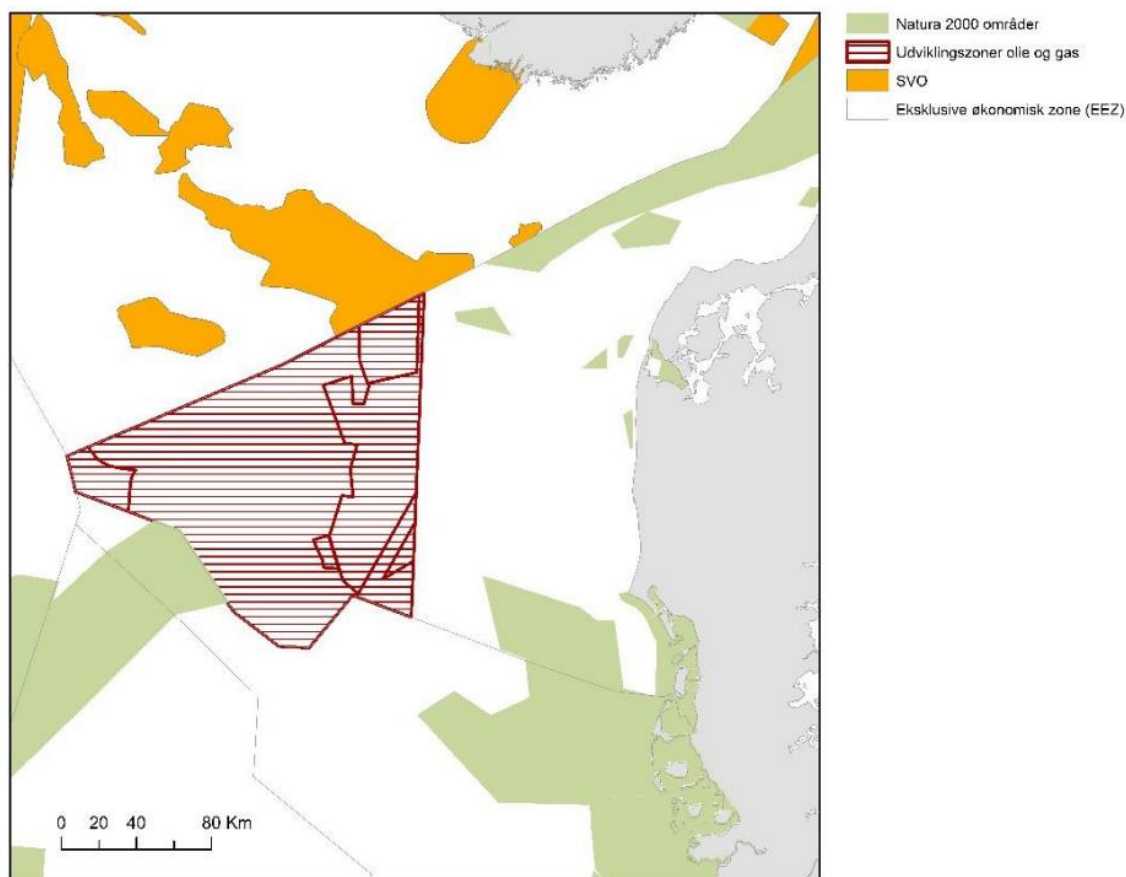 Natura 2000 områder
Udviklingszoner olie og gas
SVO
Eksklusive økonomisk zone (EEZ)
0 20 40 80 Km